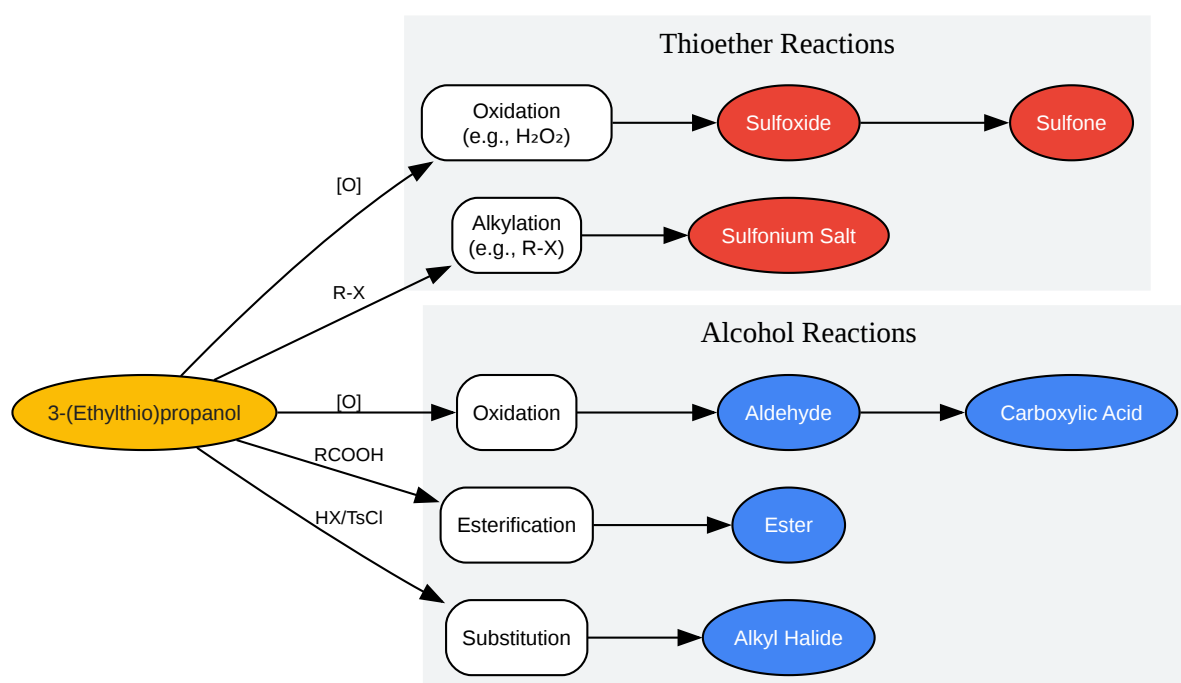 Thioether Reactions
Oxidation
(e.g., H₂O₂)
Sulfoxide
Sulfone
[O]
Alkylation
(e.g., R-X)
Sulfonium Salt
R-X
Alcohol Reactions
3-(Ethylthio)propanol
[O]
Oxidation
Aldehyde
Carboxylic Acid
RCOOH
Esterification
Ester
HX/TsCl
Substitution
Alkyl Halide